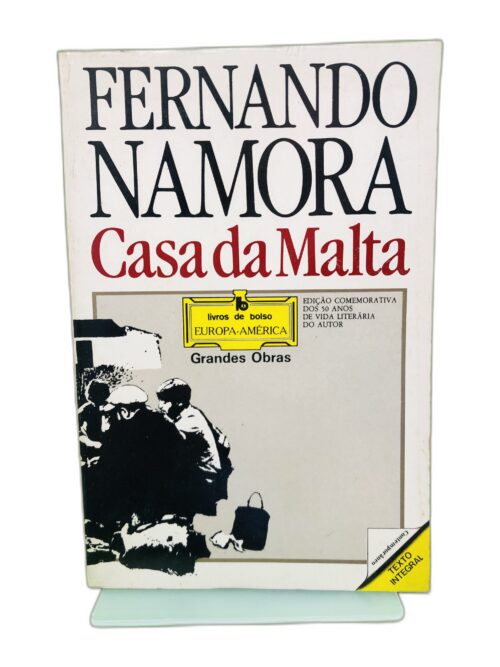 FERNANDO
NAMORA
Casa da Malta
livros de bolso
EUROPA-AMÉRICA
Grandes Obras
EDIÇÃO COMEMORATIVA
DOS 50 ANOS
DE VIDA LITERÁRIA
DO AUTOR
Contemporâneo
TEXTO
INTEGRAL